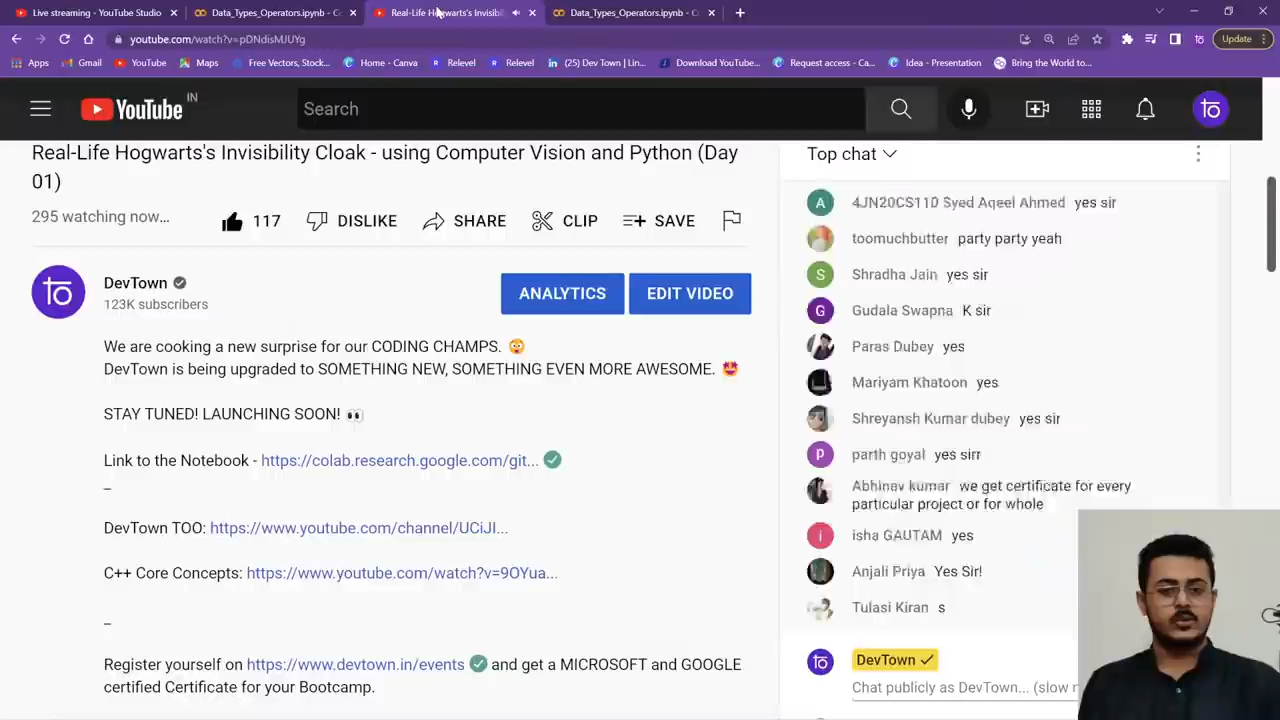 Live streaming - YouTube Studio
Data_Types_Operators.ipynb - C
Real-Life Hogwarts's Invisibil
Data_Types_Operators.ipynb - C
youtube.com/watch?v=pDNdisMJUYg
Update
Apps
Gmail
YouTube
Maps
Free Vectors, Stock...
Home - Canva
Relevel
Relevel
(25) Dev Town | Lin...
Download YouTube...
Request access - Ca...
Idea - Presentation
Bring the World to...
YouTube IN
Search
Real-Life Hogwarts's Invisibility Cloak - using Computer Vision and Python (Day
01)
295 watching now...
117
DISLIKE
SHARE
CLIP
SAVE
DevTown
123K subscribers
ANALYTICS
EDIT VIDEO
We are cooking a new surprise for our CODING CHAMPS. 😳
DevTown is being upgraded to SOMETHING NEW, SOMETHING EVEN MORE AWESOME. 🤩
STAY TUNED! LAUNCHING SOON! 👀
Link to the Notebook - https://colab.research.google.com/git... ✅
_
DevTown TOO: https://www.youtube.com/channel/UCiJI...
C++ Core Concepts: https://www.youtube.com/watch?v=9OYua...
_
Register yourself on https://www.devtown.in/events ✅ and get a MICROSOFT and GOOGLE
certified Certificate for your Bootcamp.
Top chat
A 4JN20CS110 Syed Aqeel Ahmed yes sir
toomuchbutter party party yeah
S Shradha Jain yes sir
G Gudala Swapna K sir
Paras Dubey yes
Mariyam Khatoon yes
Shreyansh Kumar dubey yes sir
p parth goyal yes sirr
Abhinav kumar we get certificate for every
particular project or for whole
i isha GAUTAM yes
Anjali Priya Yes Sir!
Tulasi Kiran s
DevTown
Chat publicly as DevTown... (slow